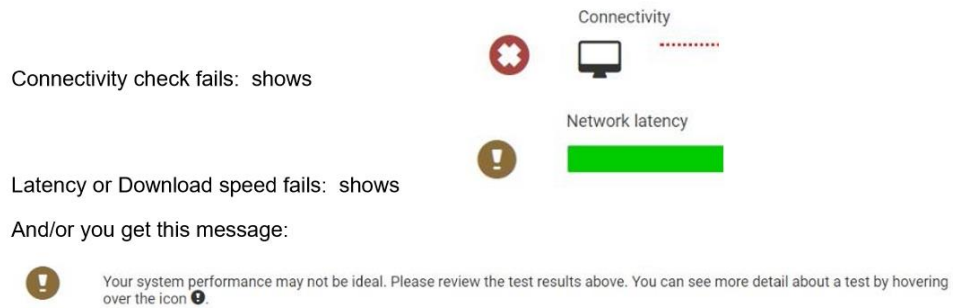 Connectivity
Connectivity check fails: shows
Network latency
Latency or Download speed fails: shows
And/or you get this message:
Your system performance may not be ideal. Please review the test results above. You can see more detail about a test by hovering
over the icon !.